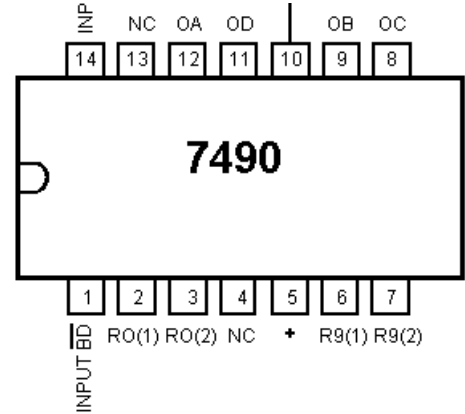 INP
NC OA OD OB OC
14 13 12 11 10 9 8
7490
1 2 3 4 5 6 7
RO(1) RO(2) NC + R9(1) R9(2)
INPUT BD